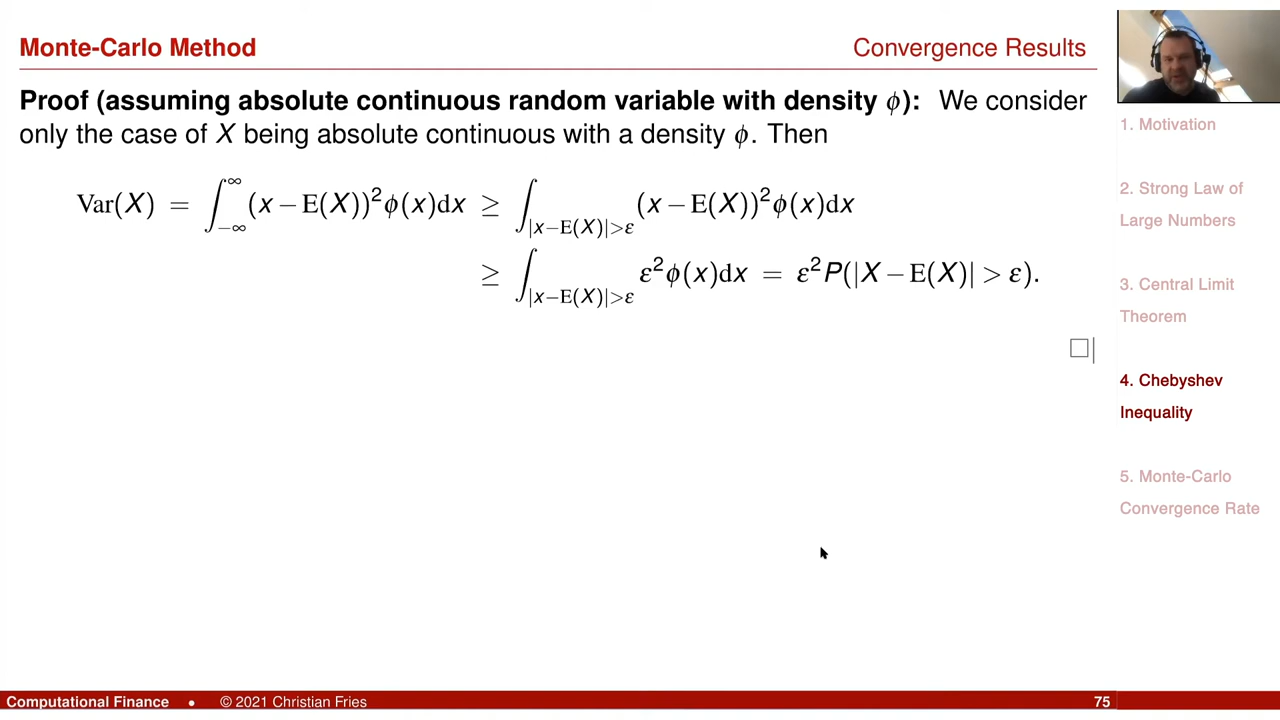 Monte-Carlo Method
Convergence Results
Proof (assuming absolute continuous random variable with density ϕ): We consider
only the case of X being absolute continuous with a density ϕ. Then
Var(X) = ∫_{−∞}^{∞} (x − E(X))²ϕ(x)dx ≥ ∫_{|x−E(X)|>ε} (x − E(X))²ϕ(x)dx
≥ ∫_{|x−E(X)|>ε} ε²ϕ(x)dx = ε²P(|X − E(X)| > ε).
□
1. Motivation
2. Strong Law of
Large Numbers
3. Central Limit
Theorem
4. Chebyshev
Inequality
5. Monte-Carlo
Convergence Rate
Computational Finance • © 2021 Christian Fries 75